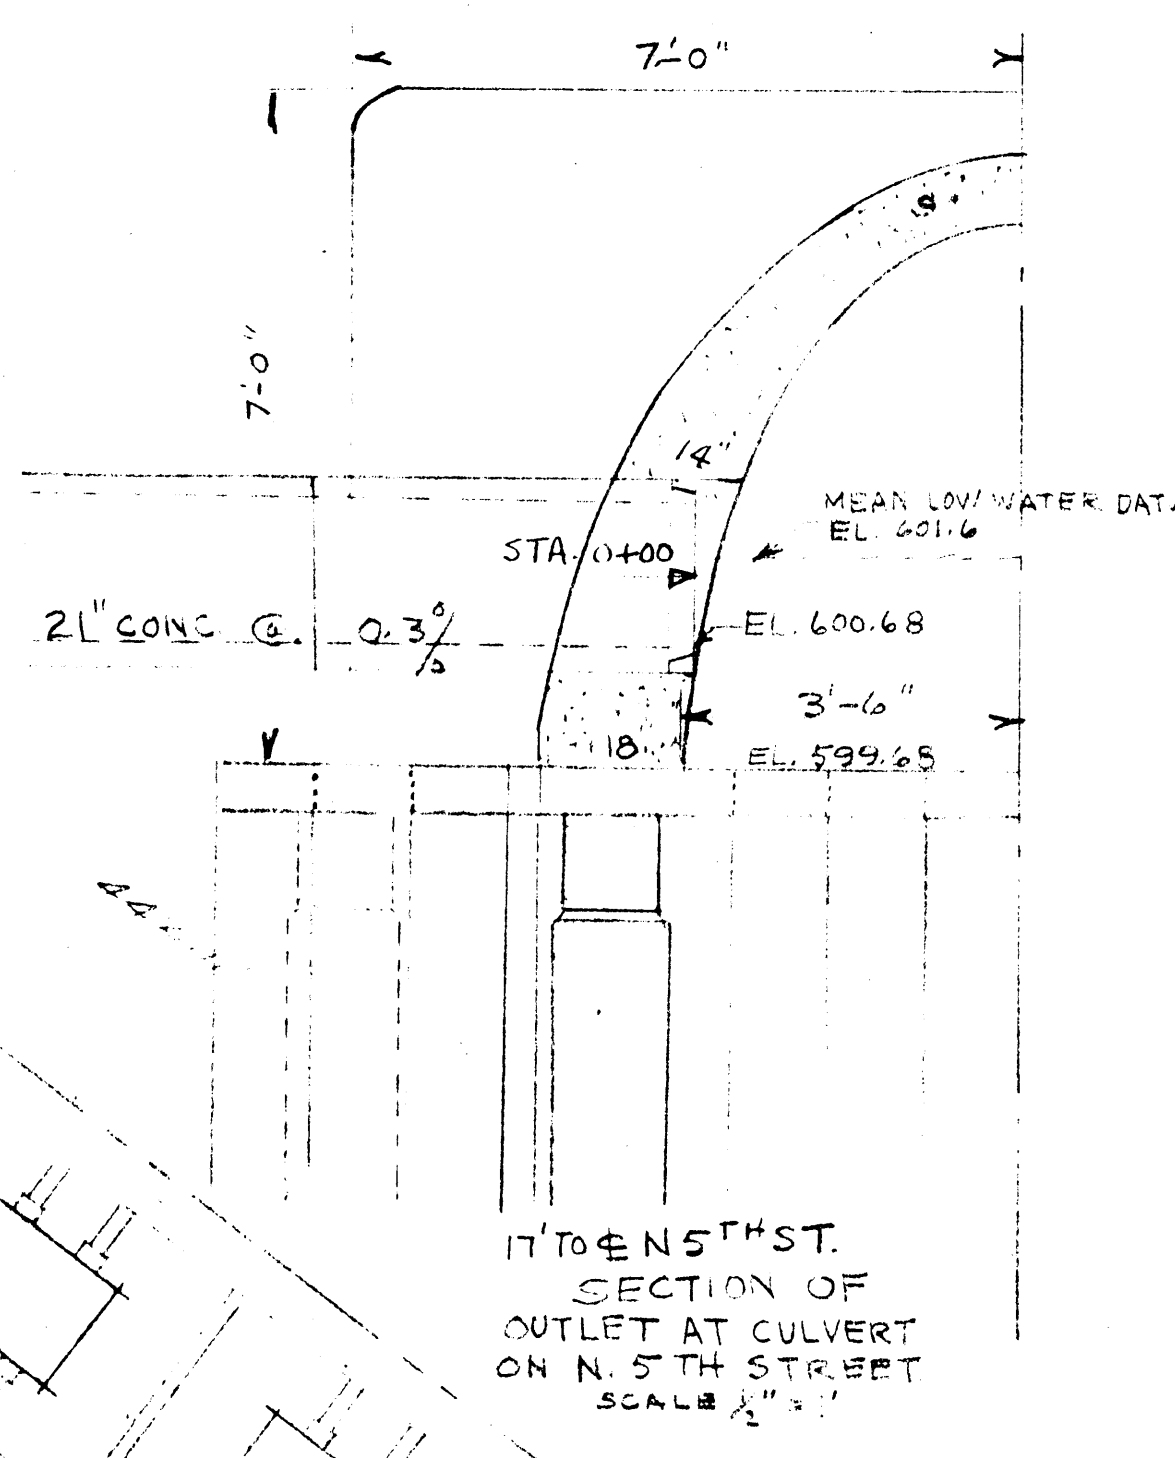 7'-0"
7'-0"
14"
MEAN LOW WATER DAT
EL. 601.6
STA. 0+00
21" CONC. @ 0.3%
EL. 600.68
3'-6"
18
EL. 599.68
17' TO ℄ N 5TH ST.
SECTION OF
OUTLET AT CULVERT
ON N. 5TH STREET
SCALE ½" = 1'